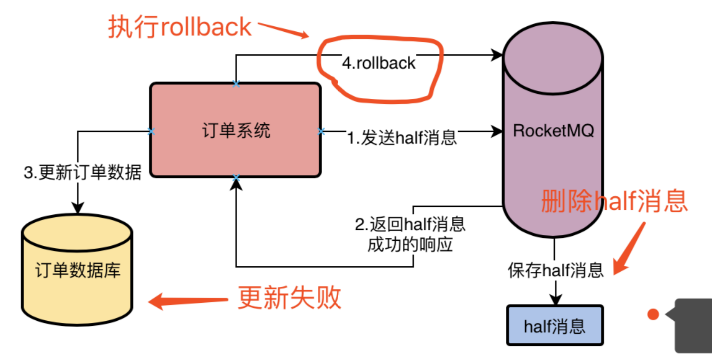 执行rollback
4.rollback
订单系统
1.发送half消息
RocketMQ
3.更新订单数据
删除half消息
2.返回half消息
成功的响应
订单数据库
保存half消息
更新失败
half消息